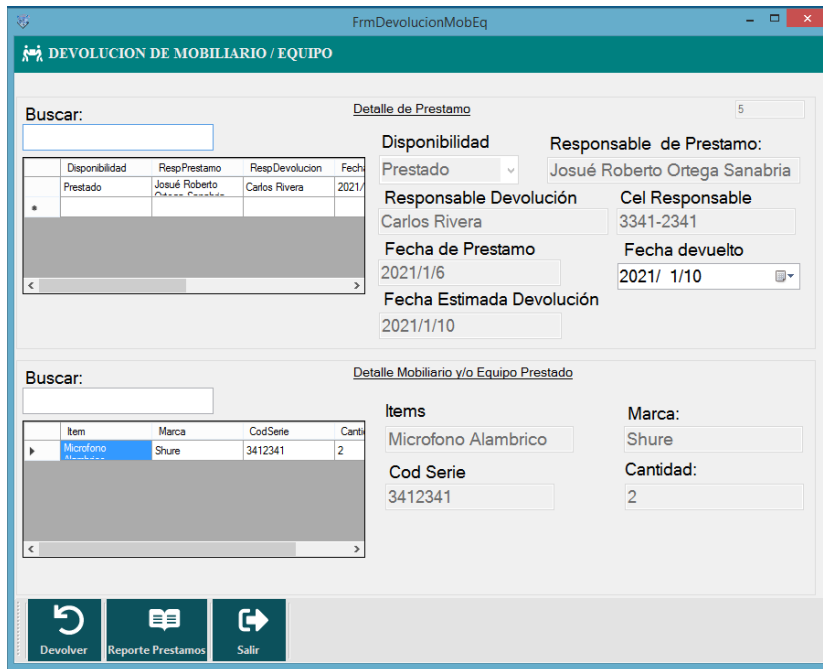 FrmDevolucionMobEq
DEVOLUCION DE MOBILIARIO / EQUIPO
Buscar:
Disponibilidad RespPrestamo RespDevolucion Fech
Prestado Josué Roberto Carlos Rivera 2021/
Detalle de Prestamo
5
Disponibilidad Responsable de Prestamo:
Prestado Josué Roberto Ortega Sanabria
Responsable Devolución Cel Responsable
Carlos Rivera 3341-2341
Fecha de Prestamo Fecha devuelto
2021/1/6 2021/ 1/10
Fecha Estimada Devolución
2021/1/10
Buscar:
Item Marca CodSerie Canti
Microfono Shure 3412341 2
Detalle Mobiliario y/o Equipo Prestado
Items Marca:
Microfono Alambrico Shure
Cod Serie Cantidad:
3412341 2
Devolver Reporte Prestamos Salir